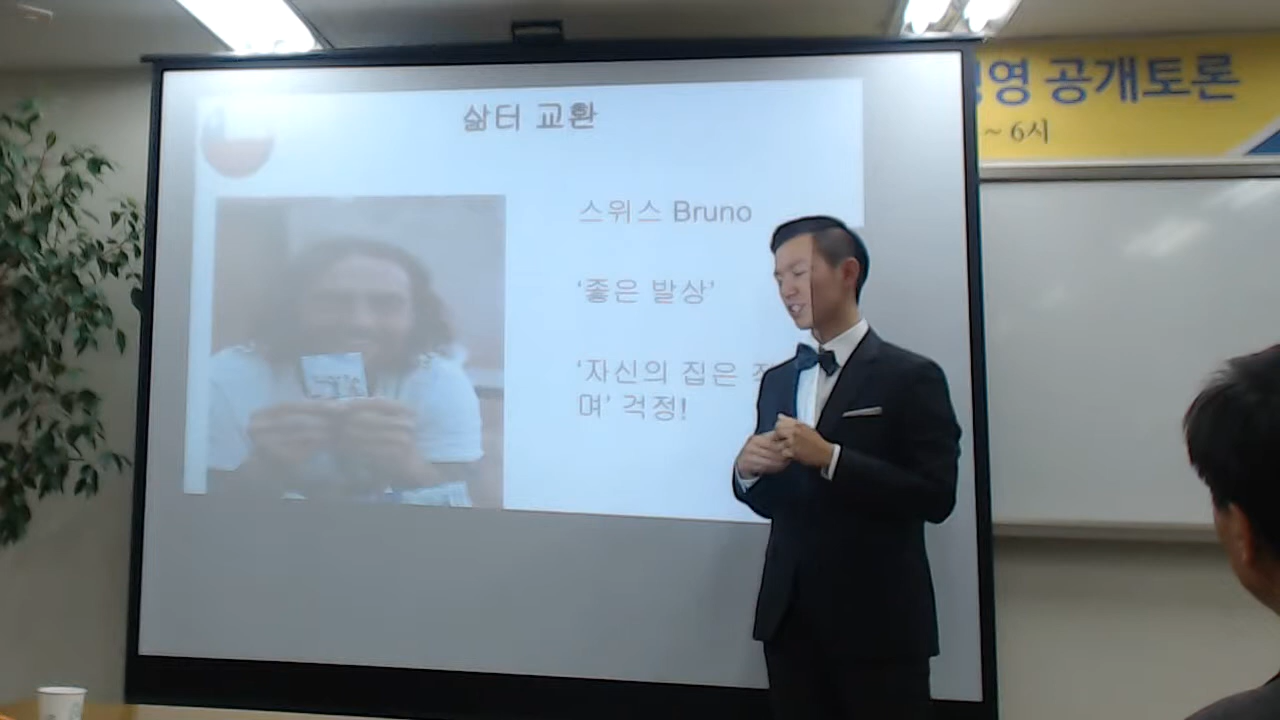 삶터 교환
스위스 Bruno
‘좋은 발상’
‘자신의 집은
며’ 걱정!
공개토론
~ 6시